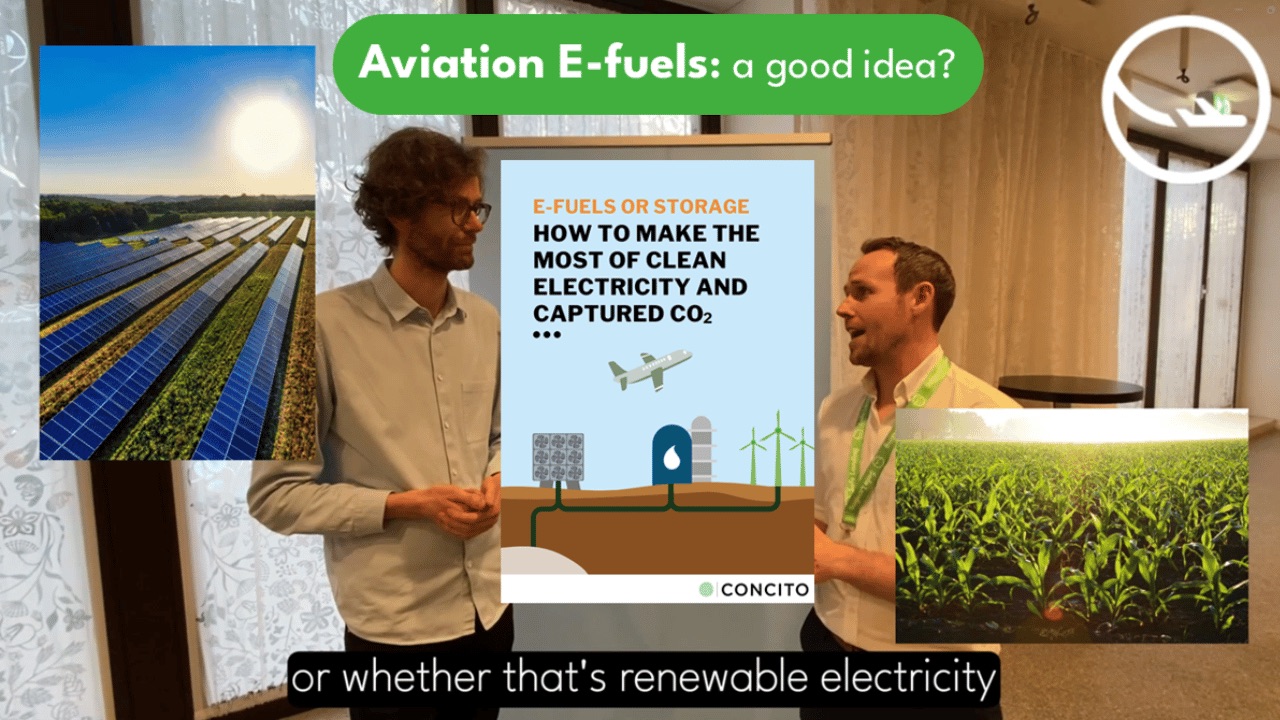 Aviation E-fuels: a good idea?
E-FUELS OR STORAGE
HOW TO MAKE THE
MOST OF CLEAN
ELECTRICITY AND
CAPTURED CO₂
•••
CONCITO
or whether that's renewable electricity